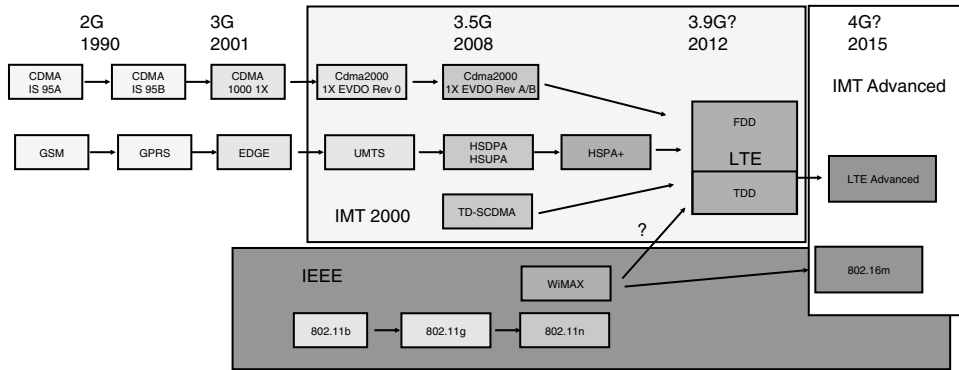 2G
1990
3G
2001
3.5G
2008
3.9G?
2012
4G?
2015
IMT Advanced
CDMA
IS 95A
CDMA
IS 95B
CDMA
1000 1X
Cdma2000
1X EVDO Rev 0
Cdma2000
1X EVDO Rev A/B
GSM
GPRS
EDGE
UMTS
HSDPA
HSUPA
HSPA+
FDD
LTE
TDD
LTE Advanced
IMT 2000
TD-SCDMA
?
IEEE
WiMAX
802.16m
802.11b
802.11g
802.11n